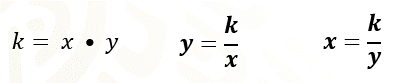 k = x • y    y = k/x    x = k/y